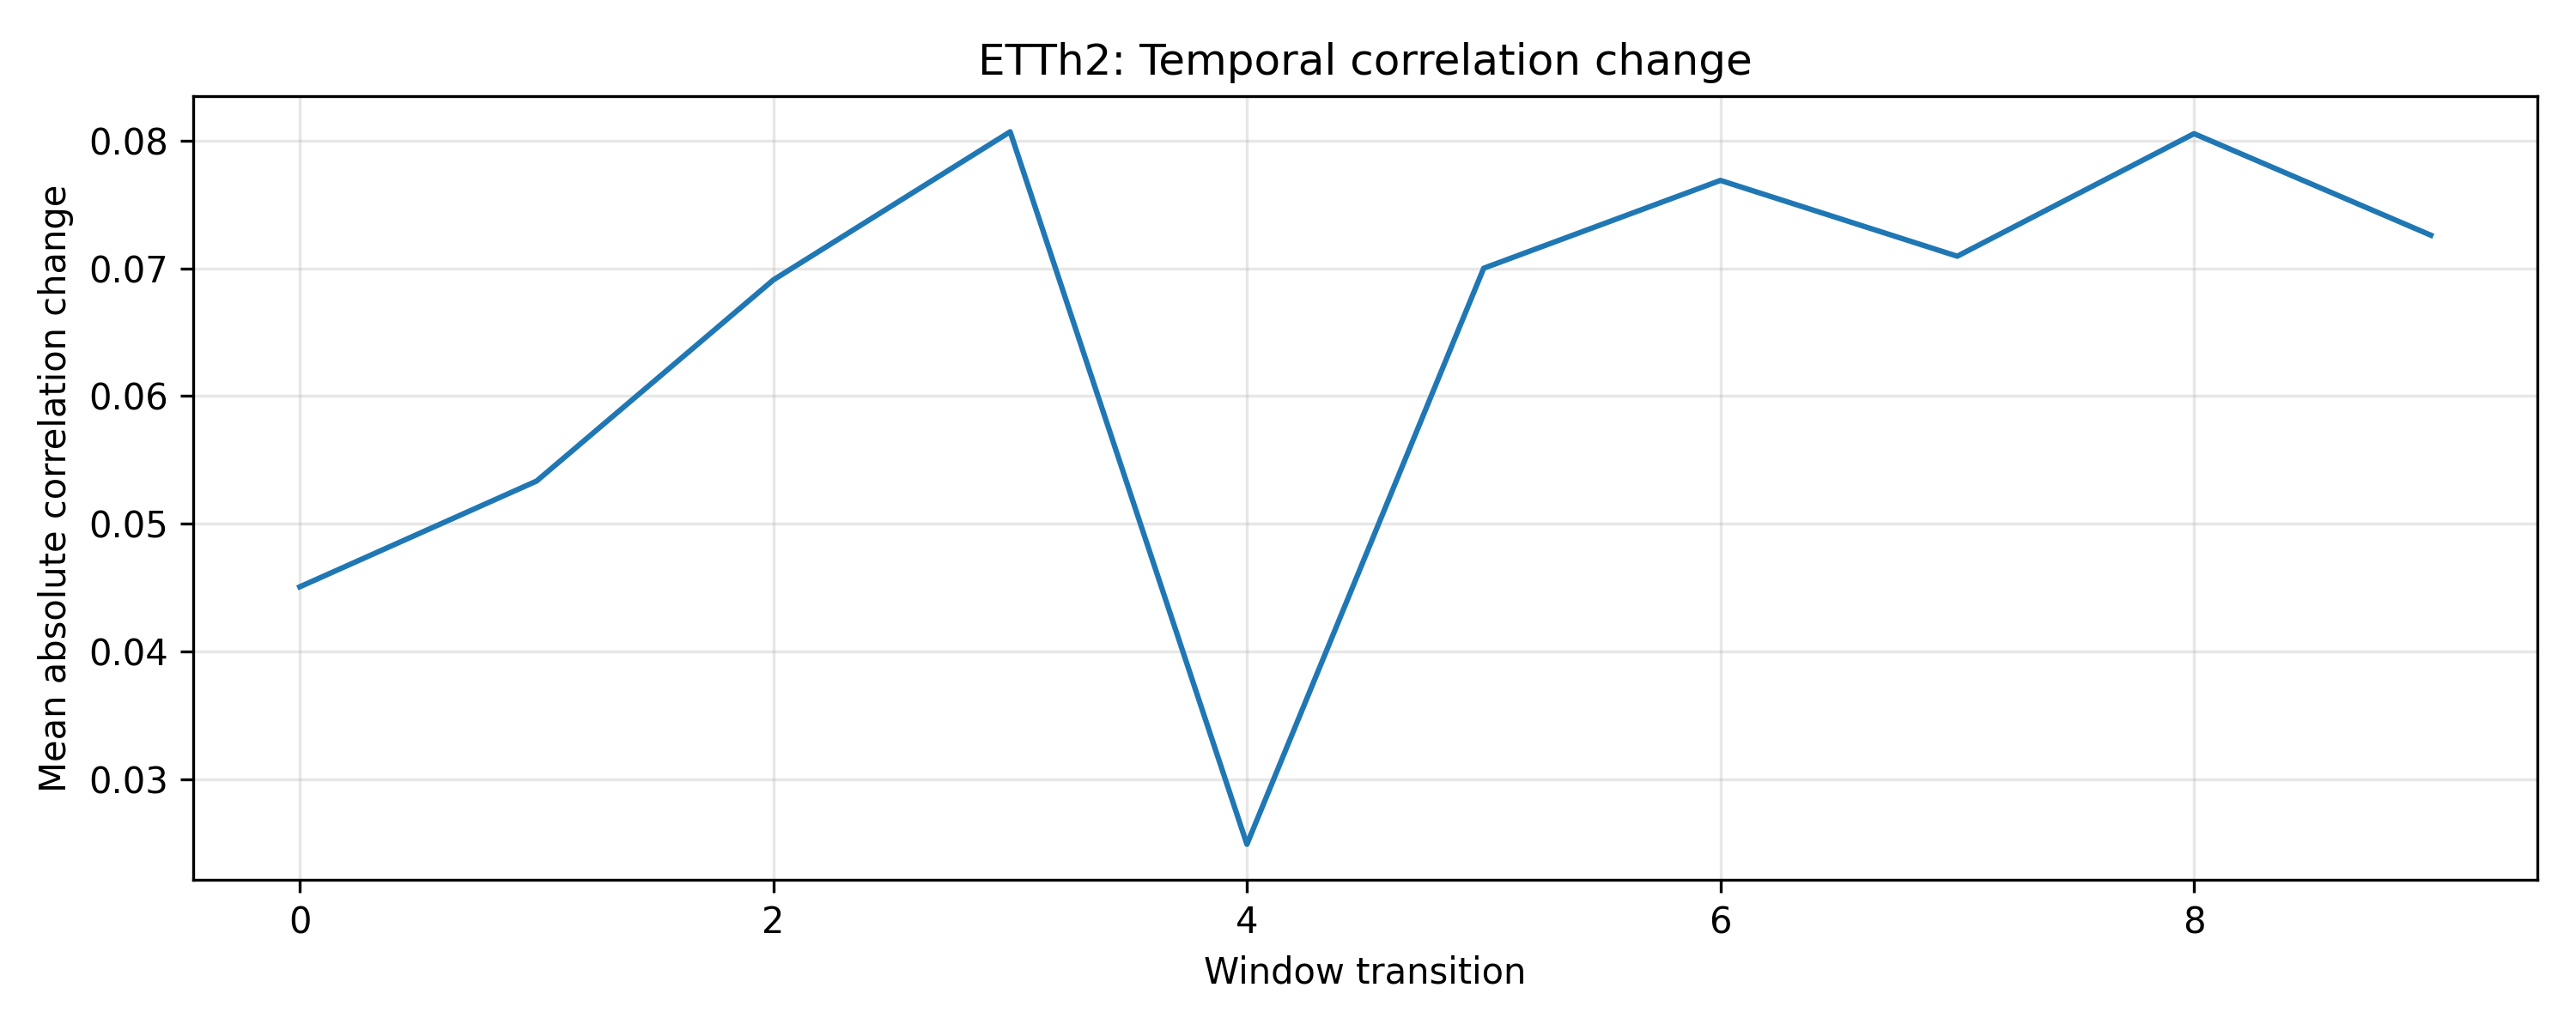 ETTh2: Temporal correlation change
Mean absolute correlation change
0.08
0.07
0.06
0.05
0.04
0.03
0 2 4 6 8
Window transition